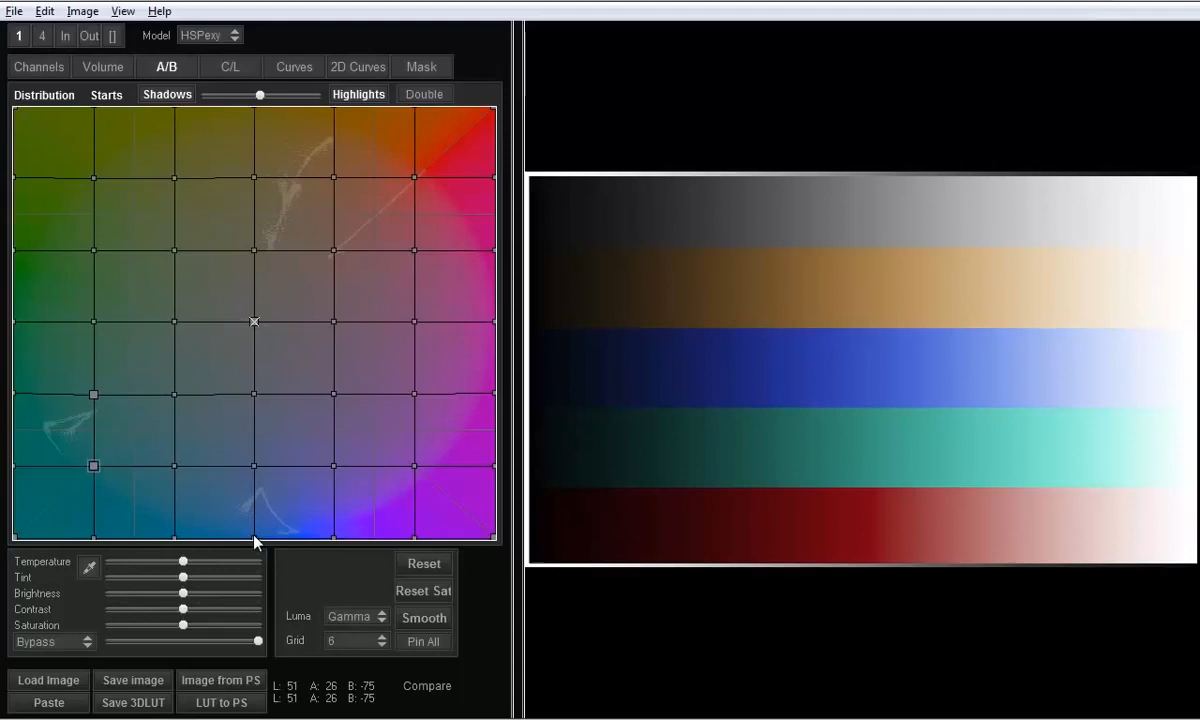 File Edit Image View Help
1 4 In Out [] Model HSPexy
Channels Volume A/B C/L Curves 2D Curves Mask
Distribution Starts Shadows Highlights Double
Temperature
Tint
Brightness
Contrast
Saturation
Bypass
Reset
Reset Sat
Luma Gamma Smooth
Grid 6 Pin All
Load Image Save image Image from PS
Paste Save 3DLUT LUT to PS
L: 51 A: 26 B: -75
L: 51 A: 26 B: -75
Compare